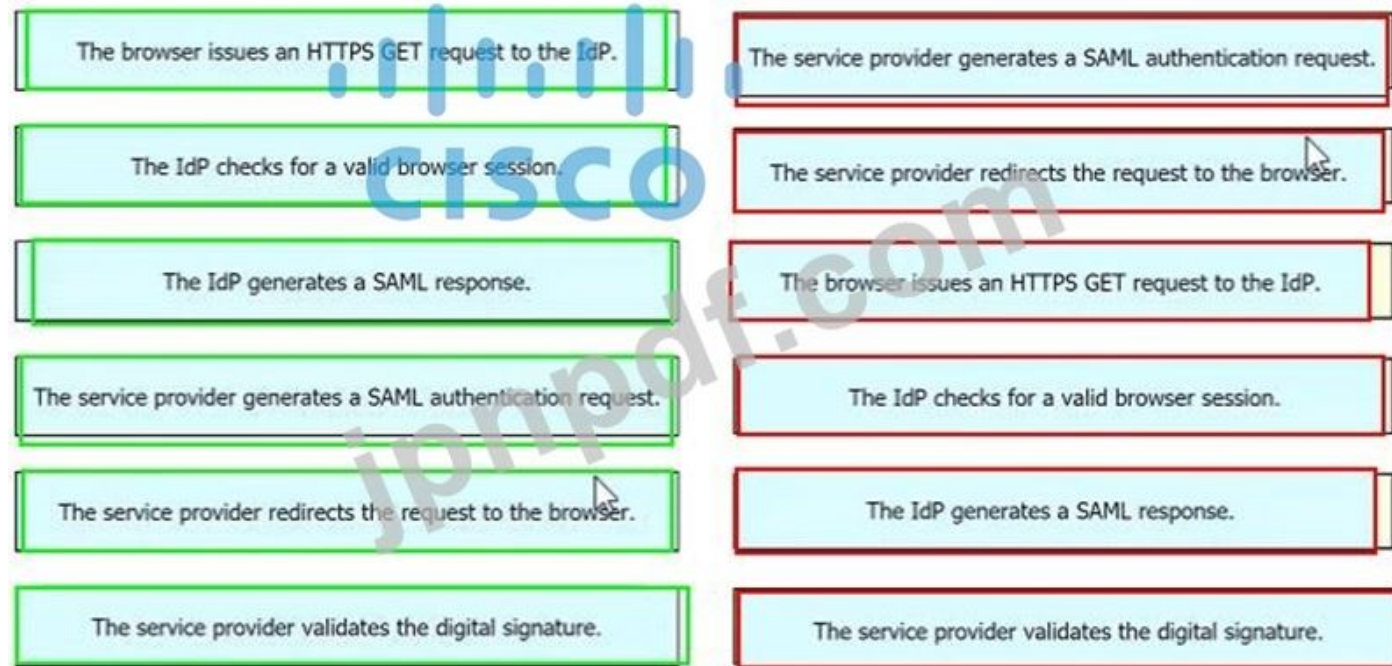 The browser issues an HTTPS GET request to the IdP.
The IdP checks for a valid browser session.
The IdP generates a SAML response.
The service provider generates a SAML authentication request.
The service provider redirects the request to the browser.
The service provider validates the digital signature.
The service provider generates a SAML authentication request.
The service provider redirects the request to the browser.
The browser issues an HTTPS GET request to the IdP.
The IdP checks for a valid browser session.
The IdP generates a SAML response.
The service provider validates the digital signature.
CISCO
jpnpdf.com